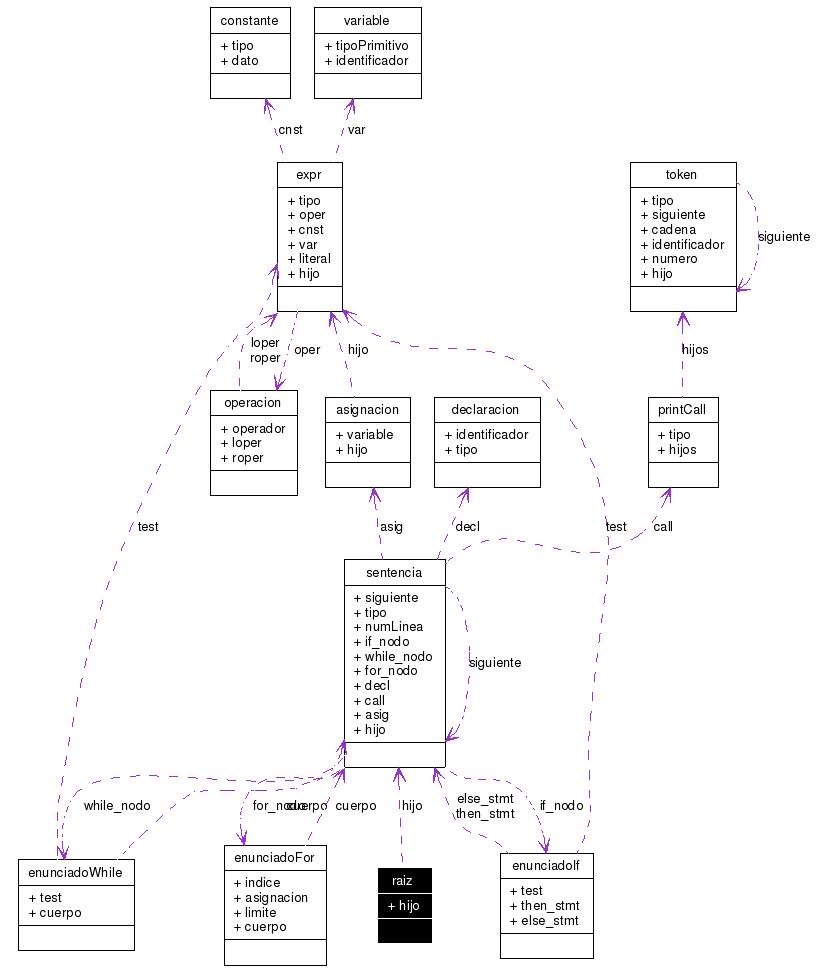 constante
+ tipo
+ dato
variable
+ tipoPrimitivo
+ identificador
cnst
var
expr
+ tipo
+ oper
+ cnst
+ var
+ literal
+ hijo
token
+ tipo
+ siguiente
+ cadena
+ identificador
+ numero
+ hijo
siguiente
loper
roper
oper
hijo
hijos
operacion
+ operador
+ loper
+ roper
asignacion
+ variable
+ hijo
declaracion
+ identificador
+ tipo
printCall
+ tipo
+ hijos
test
asig
decl
test
call
sentencia
+ siguiente
+ tipo
+ numLinea
+ if_nodo
+ while_nodo
+ for_nodo
+ decl
+ call
+ asig
+ hijo
siguiente
while_nodo
for_nodo
cuerpo
cuerpo
hijo
else_stmt
then_stmt
if_nodo
enunciadoWhile
+ test
+ cuerpo
enunciadoFor
+ indice
+ asignacion
+ limite
+ cuerpo
raiz
+ hijo
enunciadoIf
+ test
+ then_stmt
+ else_stmt